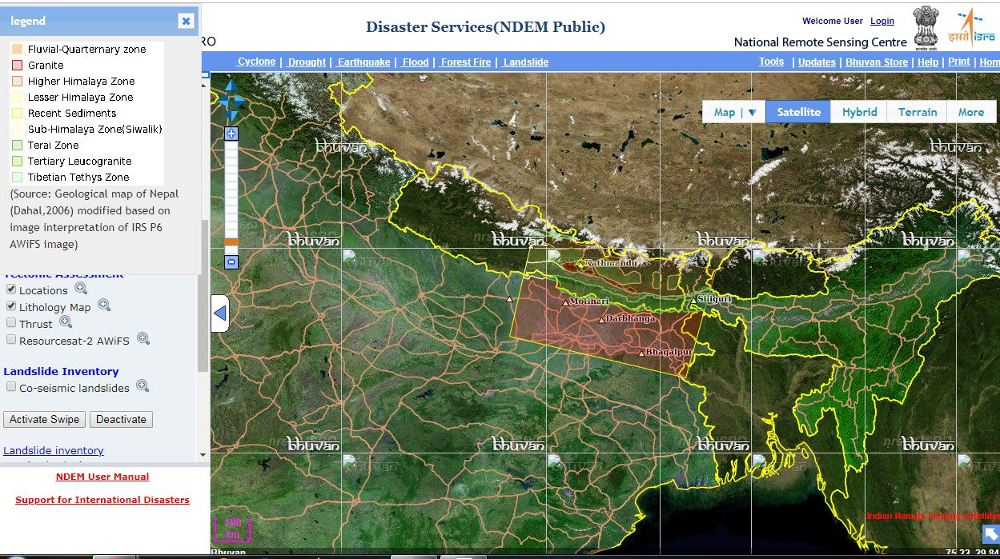 legend
Fluvial-Quarternary zone
Granite
Higher Himalaya Zone
Lesser Himalaya Zone
Recent Sediments
Sub-Himalaya Zone(Siwalik)
Terai Zone
Tertiary Leucogranite
Tibetian Tethys Zone
(Source: Geological map of Nepal
(Dahal,2006) modified based on
image interpretation of IRS P6
AWiFS image)
Tectonic Assessment
Locations
Lithology Map
Thrust
Resourcesat-2 AWiFS
Landslide Inventory
Co-seismic landslides
Activate Swipe Deactivate
Landslide inventory
NDEM User Manual
Support for International Disasters
RO
Disaster Services(NDEM Public)
Welcome User Login
National Remote Sensing Centre
इसरो isro
Cyclone | Drought | Earthquake | Flood | Forest Fire | Landslide
Tools | Updates | Bhuvan Store | Help | Print | Hom
Map | ▼ Satellite Hybrid Terrain More
bhuvan bhuvan
bhuvan bhuvan bhuvan bhuvan
Kathmandu
Motihari
Siliguri
Darbhanga
Bhagalpur
bhuvan bhuvan bhuvan bhuvan
Indian Remote Sensing Satellites
100
km
Bhuvan
75.22, 29.84